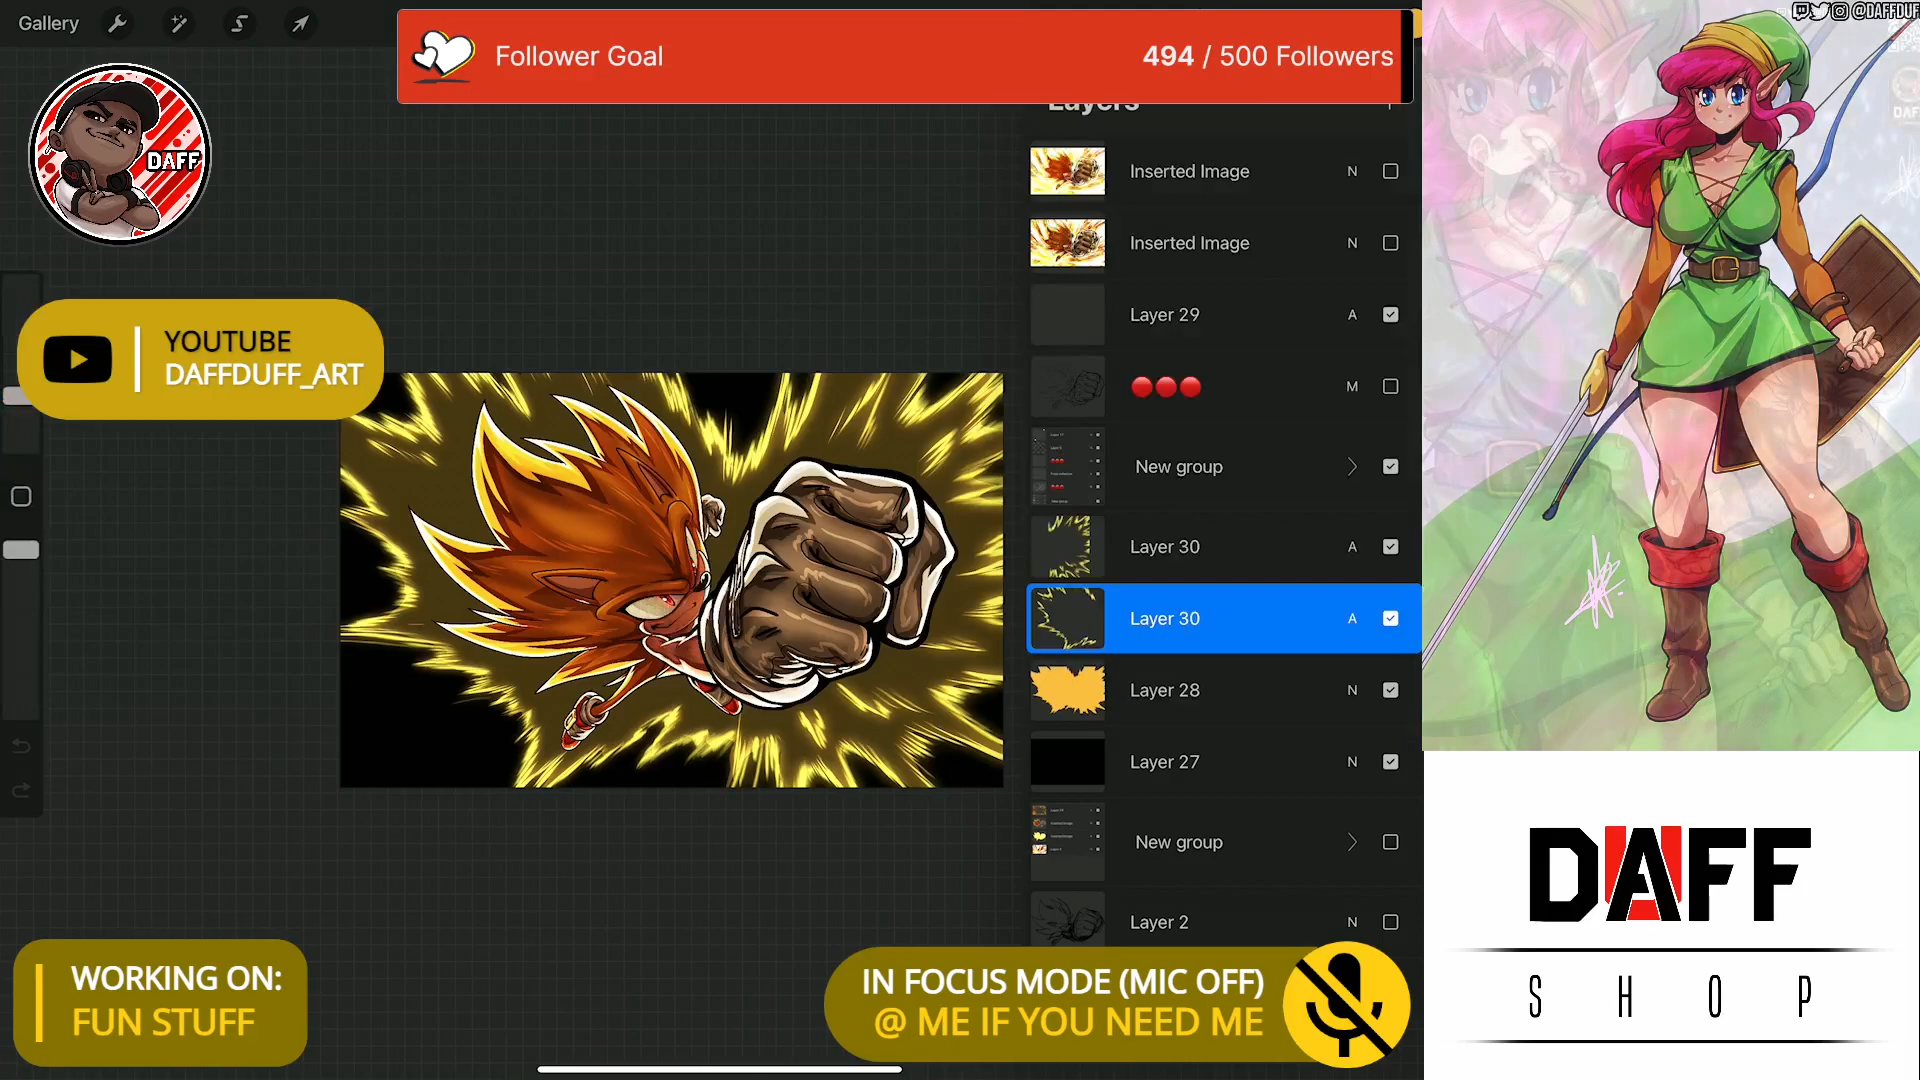 Gallery
Follower Goal
494 / 500 Followers
@DAFFDUF
Layers
DAFF
Inserted Image N
Inserted Image N
Layer 29 A
M
New group
Layer 30 A
Layer 30 A
Layer 28 N
Layer 27 N
New group
Layer 2 N
YOUTUBE
DAFFDUFF_ART
WORKING ON:
FUN STUFF
IN FOCUS MODE (MIC OFF)
@ ME IF YOU NEED ME
DAFF
SHOP